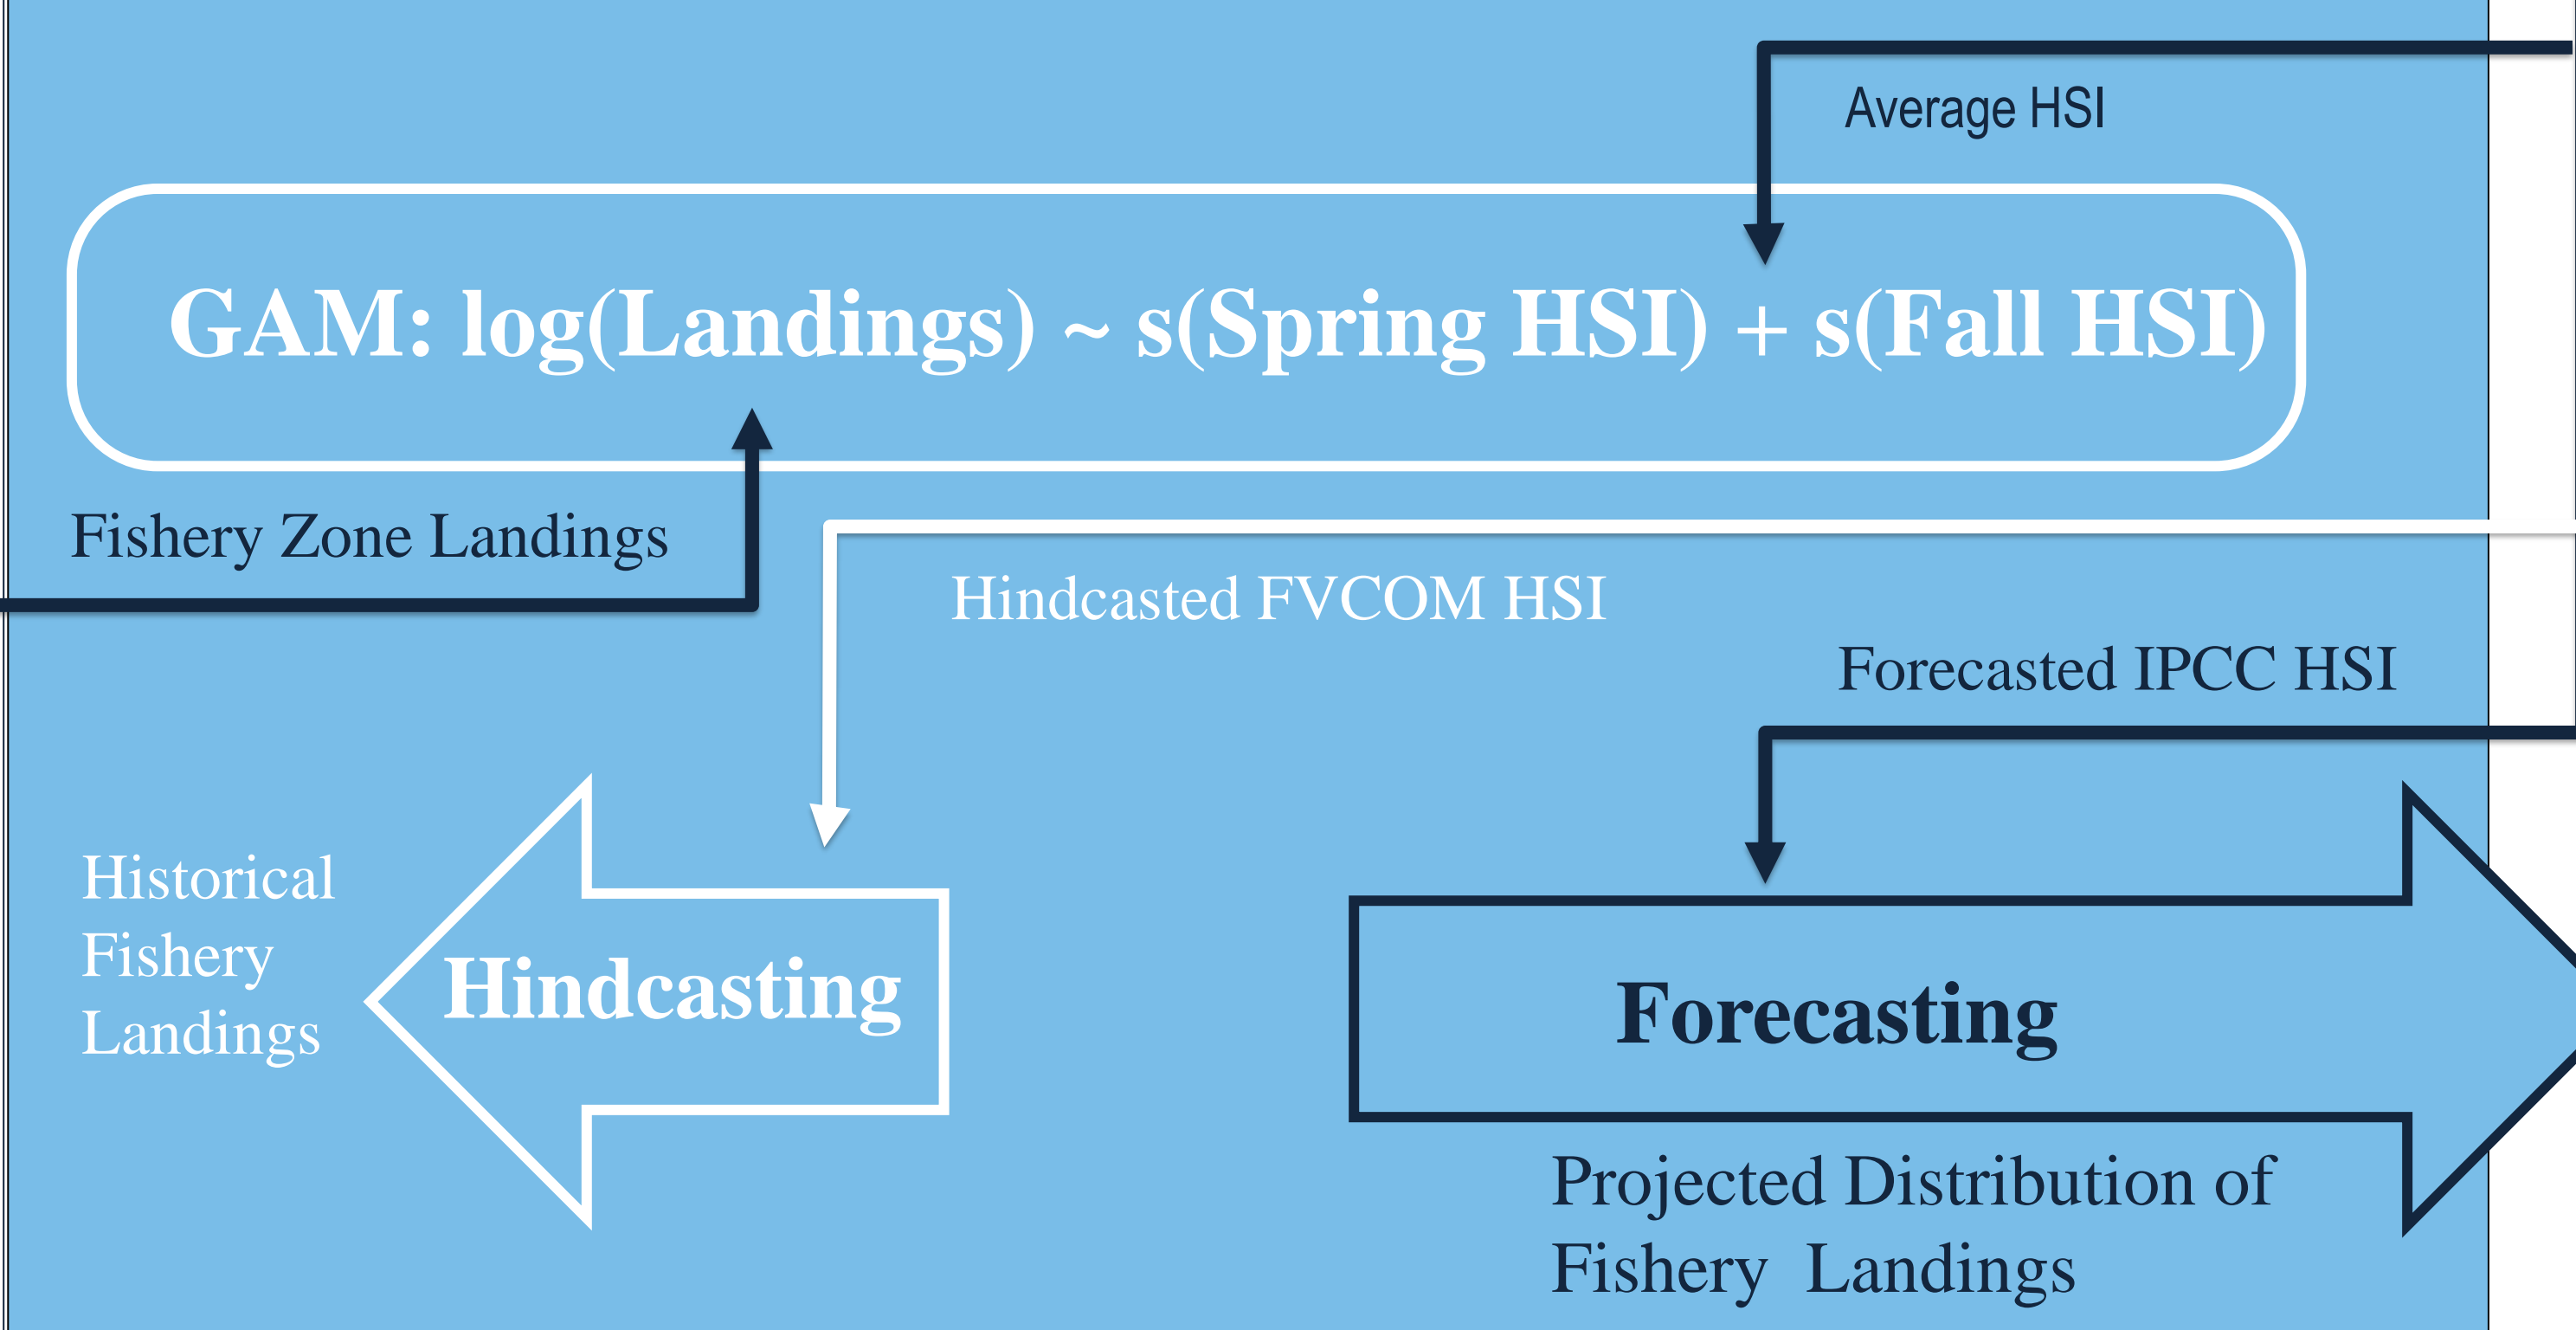 Average HSI
GAM: log(Landings) ~ s(Spring HSI) + s(Fall HSI)
Fishery Zone Landings
Hindcasted FVCOM HSI
Forecasted IPCC HSI
Historical
Fishery
Landings
Hindcasting
Forecasting
Projected Distribution of
Fishery Landings